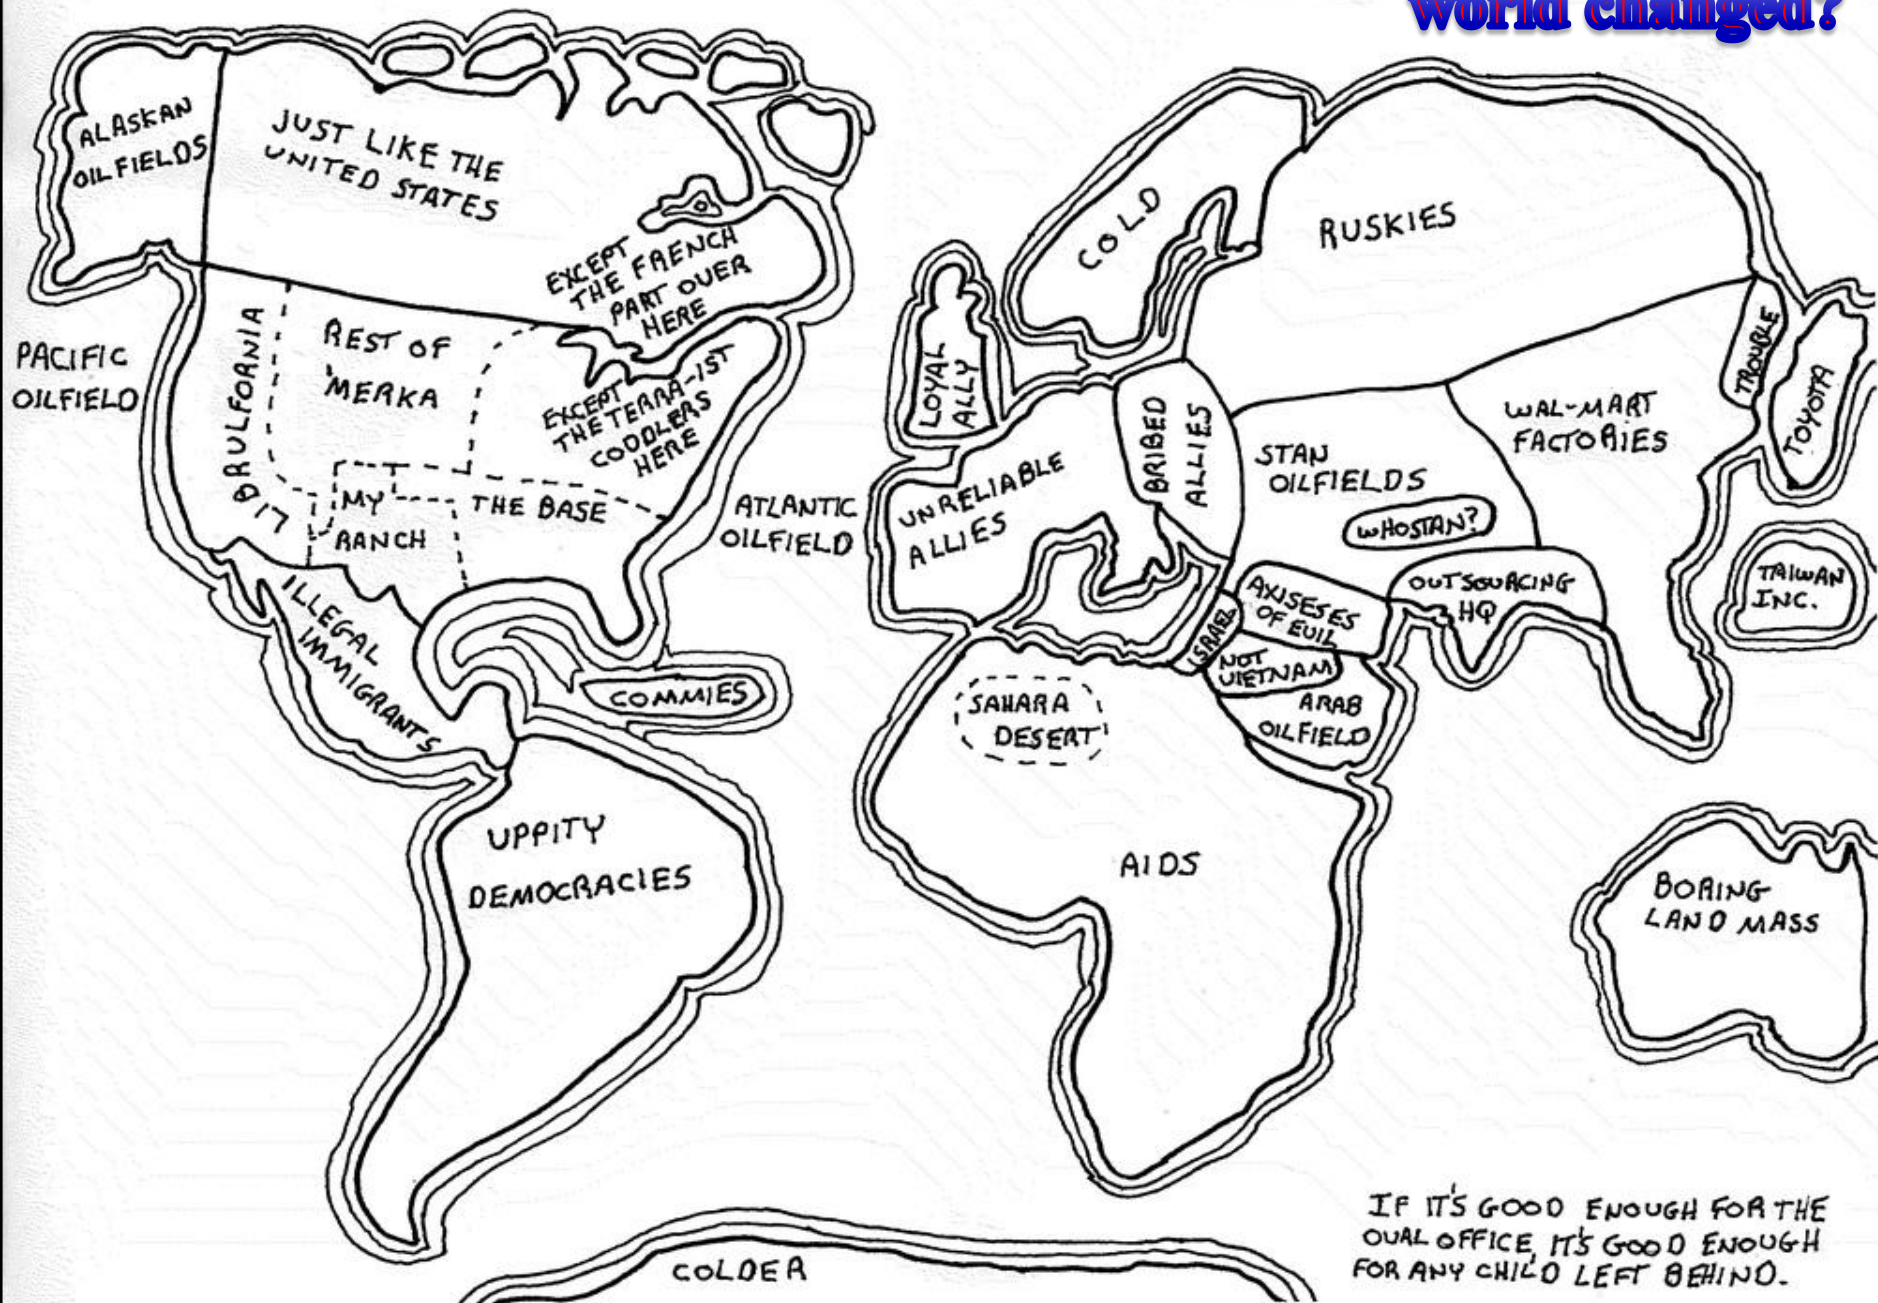 world changed?
ALASKAN
OILFIELDS
JUST LIKE THE
UNITED STATES
EXCEPT
THE FRENCH
PART OVER
HERE
PACIFIC
OILFIELD
LIBRULFORNIA
REST OF
'MERKA
EXCEPT
THE TERRA-IST
CODDLERS
HERE
MY
RANCH
THE BASE
ATLANTIC
OILFIELD
ILLEGAL
IMMIGRANTS
COMMIES
UPPITY
DEMOCRACIES
COLD
RUSKIES
LOYAL
ALLY
UNRELIABLE
ALLIES
BRIBED
ALLIES
STAN
OILFIELDS
WHOSTAN?
WAL-MART
FACTORIES
TROUBLE
TOYOTA
TAIWAN
INC.
OUTSOURCING
HQ
AXISESES
OF EVIL
ISRAEL
NOT
VIETNAM
ARAB
OILFIELD
SAHARA
DESERT
AIDS
BORING
LAND MASS
COLDER
IF IT'S GOOD ENOUGH FOR THE
OVAL OFFICE, IT'S GOOD ENOUGH
FOR ANY CHILD LEFT BEHIND.